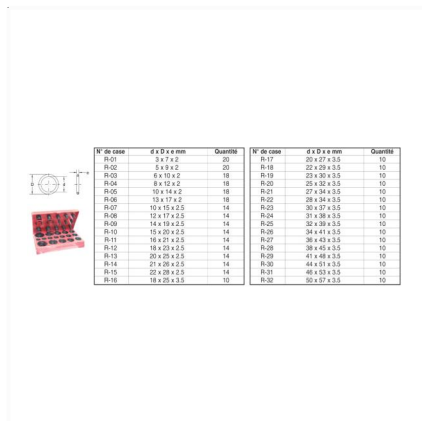 N° de case d x D x e mm Quantité
R-01 3 x 7 x 2 20
R-02 5 x 9 x 2 20
R-03 6 x 10 x 2 18
R-04 8 x 12 x 2 18
R-05 10 x 14 x 2 18
R-06 13 x 17 x 2 18
R-07 10 x 15 x 2.5 14
R-08 12 x 17 x 2.5 14
R-09 14 x 19 x 2.5 14
R-10 15 x 20 x 2.5 14
R-11 16 x 21 x 2.5 14
R-12 18 x 23 x 2.5 14
R-13 20 x 25 x 2.5 14
R-14 21 x 26 x 2.5 14
R-15 22 x 28 x 2.5 14
R-16 18 x 25 x 3.5 10
N° de case d x D x e mm Quantité
R-17 20 x 27 x 3.5 10
R-18 22 x 29 x 3.5 10
R-19 23 x 30 x 3.5 10
R-20 25 x 32 x 3.5 10
R-21 27 x 34 x 3.5 10
R-22 28 x 34 x 3.5 10
R-23 30 x 37 x 3.5 10
R-24 31 x 38 x 3.5 10
R-25 32 x 39 x 3.5 10
R-26 34 x 41 x 3.5 10
R-27 36 x 43 x 3.5 10
R-28 38 x 45 x 3.5 10
R-29 41 x 48 x 3.5 10
R-30 44 x 51 x 3.5 10
R-31 46 x 53 x 3.5 10
R-32 50 x 57 x 3.5 10